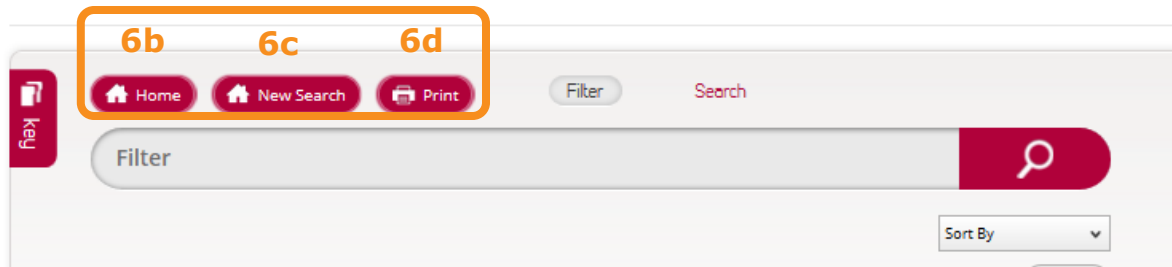 6b 6c 6d
Home New Search Print Filter Search
key
Filter
Sort By